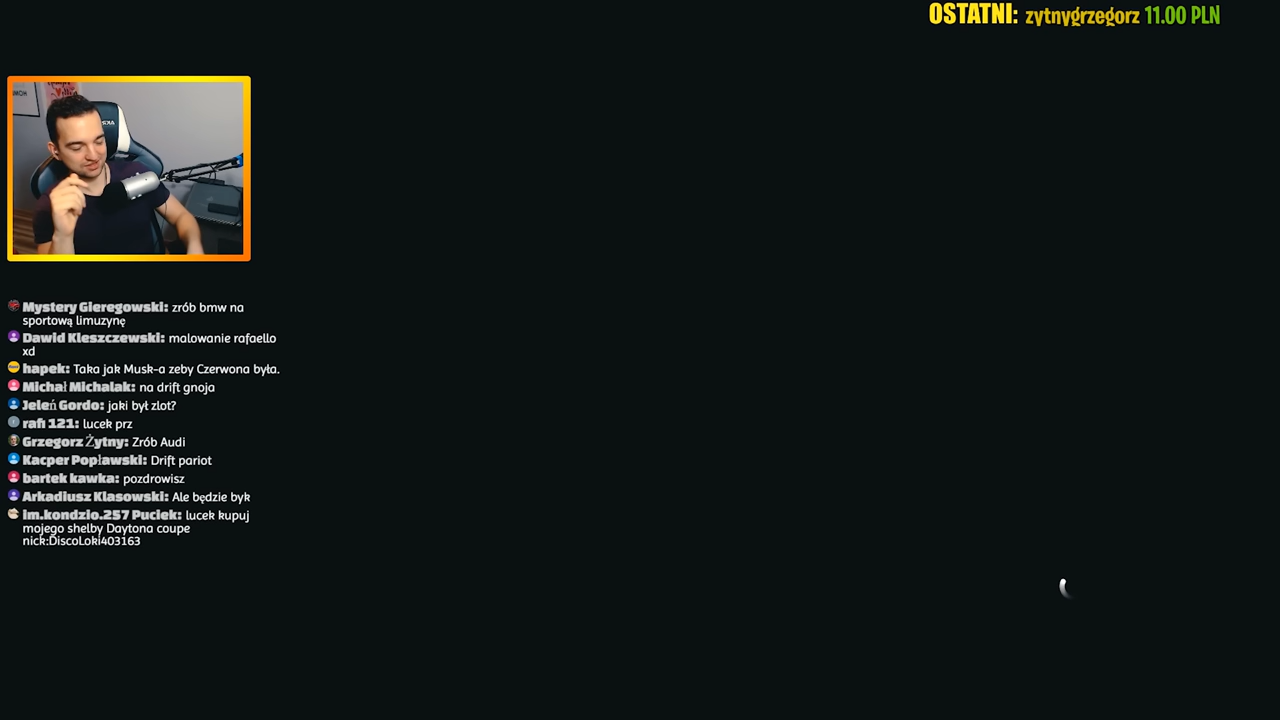 OSTATNI: zytnygrzegorz 11.00 PLN
Mystery Gieregowski: zrób bmw na
sportową limuzynę
Dawid Kleszczewski: malowanie rafaello
xd
hapek: Taka jak Musk-a zeby Czerwona była.
Michał Michalak: na drift gnoja
Jeleń Gordo: jaki był zlot?
rafi 121: lucek prz
Grzegorz Żytny: Zrób Audi
Kacper Popławski: Drift pariot
bartek kawka: pozdrowisz
Arkadiusz Klasowski: Ale będzie byk
im.kondzio.257 Puciek: lucek kupuj
mojego shelby Daytona coupe
nick:DiscoLoki403163